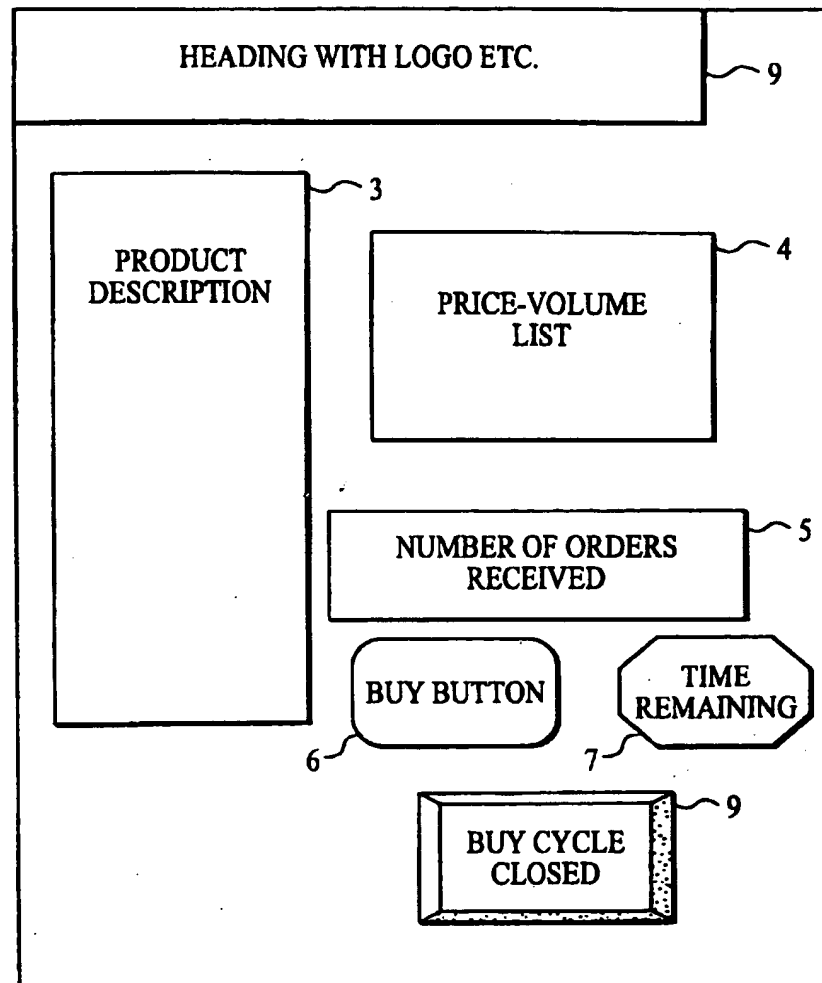 HEADING WITH LOGO ETC.
9
3
PRODUCT
DESCRIPTION
4
PRICE-VOLUME
LIST
5
NUMBER OF ORDERS
RECEIVED
BUY BUTTON
6
TIME
REMAINING
7
9
BUY CYCLE
CLOSED